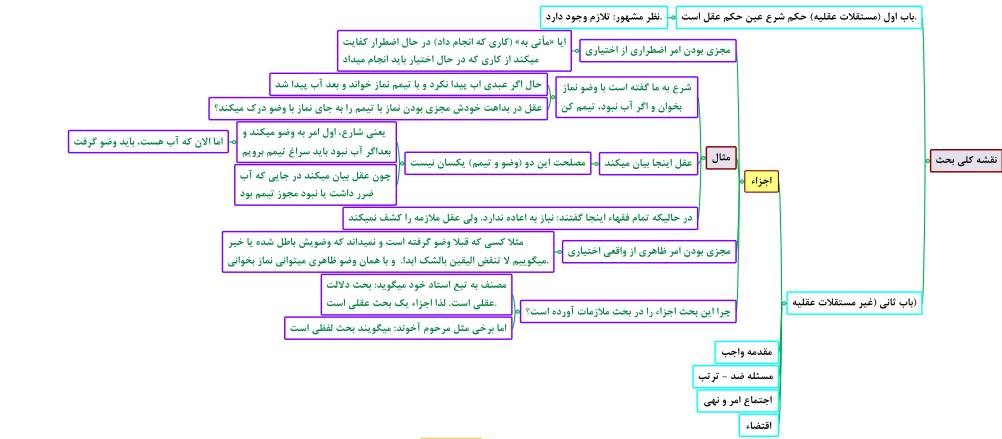 نقشه کلی بحث
باب اول (مستقلات عقلیه) حکم شرع عین حکم عقل است.
نظر مشهور: تلازم وجود دارد.
باب ثانی (غیر مستقلات عقلیه)
اجزاء
مجزی بودن امر اضطراری از اختیاری
ایا «مأتی به» (کاری که انجام داد) در حال اضطرار کفایت
میکند از کاری که در حال اختیار باید انجام میداد
مثال
شرع به ما گفته است با وضو نماز
بخوان و اگر آب نبود، تیمم کن
حال اگر عبدی اب پیدا نکرد و با تیمم نماز خواند و بعد آب پیدا شد
عقل در بداهت خودش مجزی بودن نماز با تیمم را به جای نماز با وضو درک میکند؟
عقل اینجا بیان میکند
مصلحت این دو (وضو و تیمم) یکسان نیست
یعنی شارع، اول امر به وضو میکند و
بعداگر آب نبود باید سراغ تیمم برویم
اما الان که آب هست، باید وضو گرفت
چون عقل بیان میکند در جایی که آب
ضرر داشت یا نبود مجوز تیمم بود
در حالیکه تمام فقهاء اینجا گفتند: نیاز به اعاده ندارد. ولی عقل ملازمه را کشف نمیکند
مجزی بودن امر ظاهری از واقعی اختیاری
مثلا کسی که قبلا وضو گرفته است و نمیداند که وضویش باطل شده یا خیر
میگوییم لا تنقض الیقین بالشک ابدا. و با همان وضو ظاهری میتوانی نماز بخوانی.
چرا این بحث اجزاء را در بحث ملازمات آورده است؟
مصنف به تبع استاد خود میگوید: بحث دلالت
عقلی است. لذا اجزاء یک بحث عقلی است.
اما برخی مثل مرحوم آخوند: میگویند بحث لفظی است
مقدمه واجب
مسئله ضد - ترتب
اجتماع امر و نهی
اقتضاء